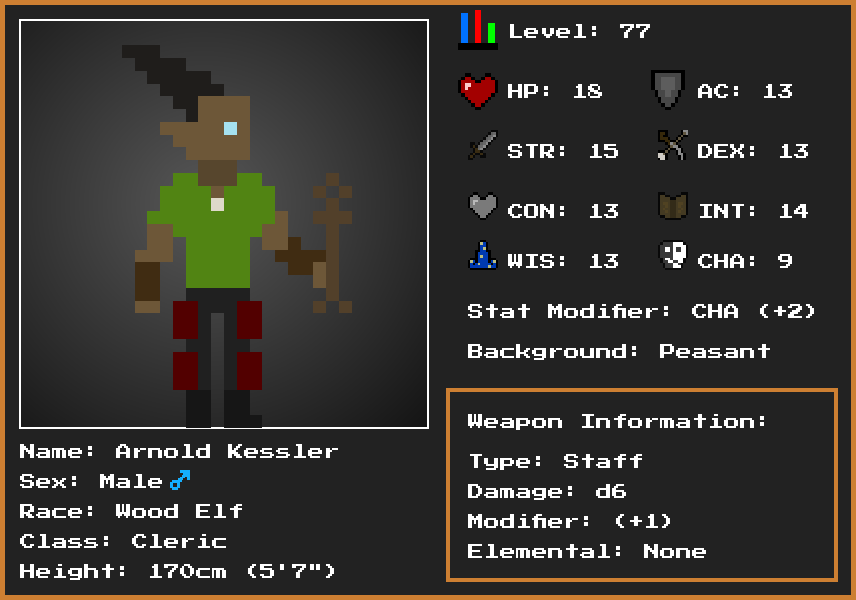 Level: 77
HP: 18
AC: 13
STR: 15
DEX: 13
CON: 13
INT: 14
WIS: 13
CHA: 9
Stat Modifier: CHA (+2)
Background: Peasant
Weapon Information:
Type: Staff
Damage: d6
Modifier: (+1)
Elemental: None
Name: Arnold Kessler
Sex: Male♂
Race: Wood Elf
Class: Cleric
Height: 170cm (5'7")